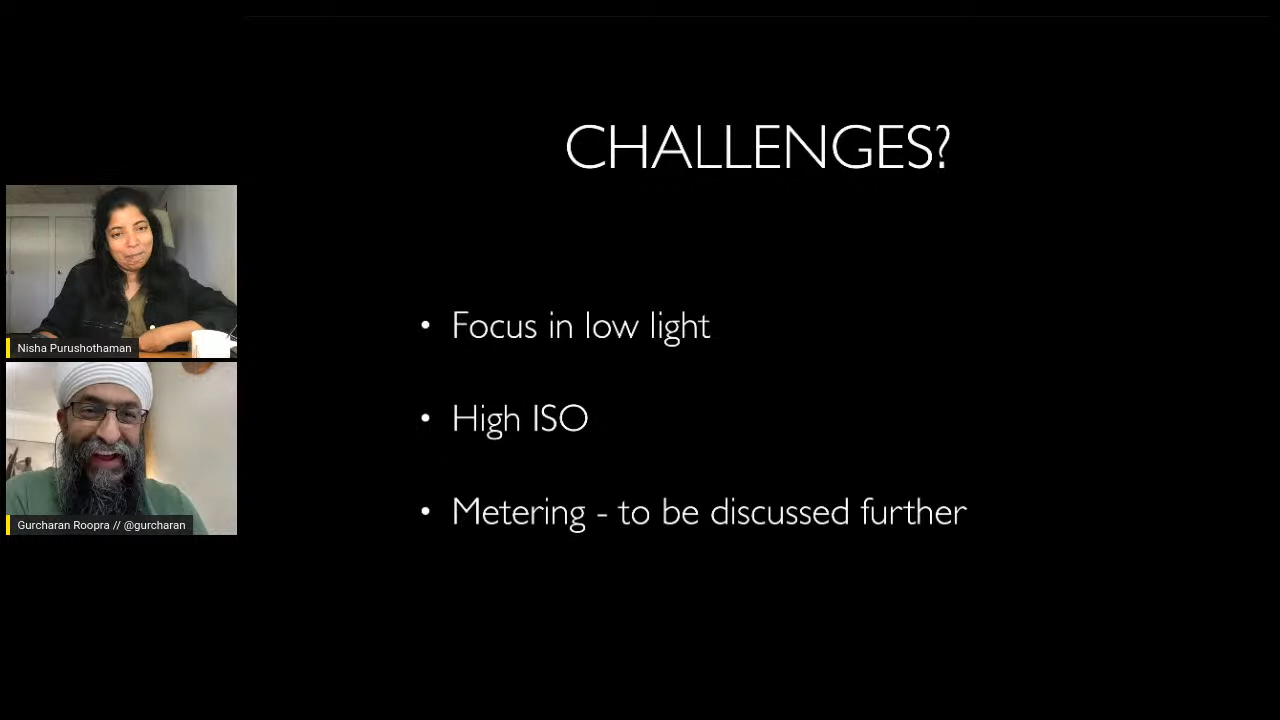 CHALLENGES?
• Focus in low light
• High ISO
• Metering - to be discussed further
Nisha Purushothaman
Gurcharan Roopra // @gurcharan